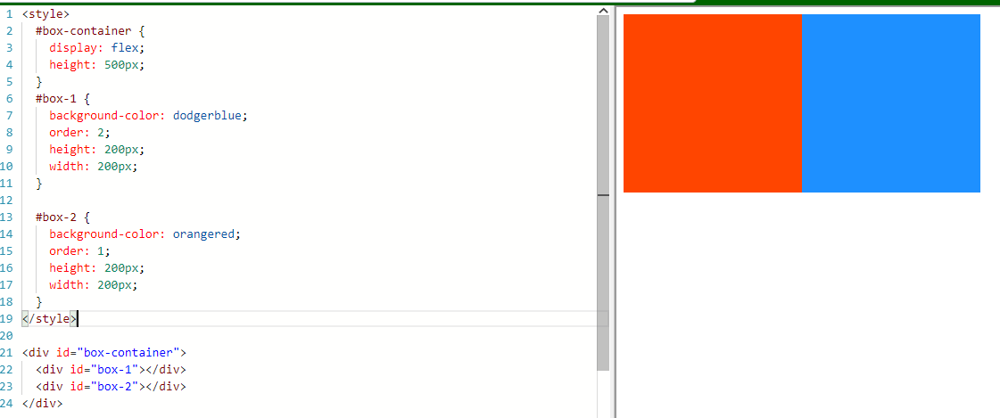 1 <style>
2 #box-container {
3 display: flex;
4 height: 500px;
5 }
6 #box-1 {
7 background-color: dodgerblue;
8 order: 2;
9 height: 200px;
10 width: 200px;
11 }
12
13 #box-2 {
14 background-color: orangered;
15 order: 1;
16 height: 200px;
17 width: 200px;
18 }
19 </style>
20
21 <div id="box-container">
22 <div id="box-1"></div>
23 <div id="box-2"></div>
24 </div>